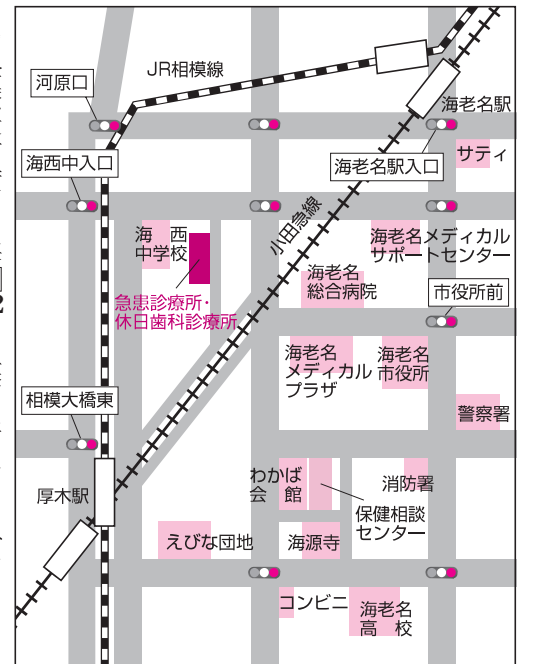 JR相模線
河原口
海老名駅
海西中入口
海老名駅入口
サティ
海　西
中学校
小田急線
海老名メディカル
サポートセンター
海老名
総合病院
急患診療所・
休日歯科診療所
市役所前
海老名
メディカル
プラザ
海老名
市役所
相模大橋東
警察署
わかば
会　館
消防署
厚木駅
保健相談
センター
えびな団地
海源寺
コンビニ
海老名
高　校